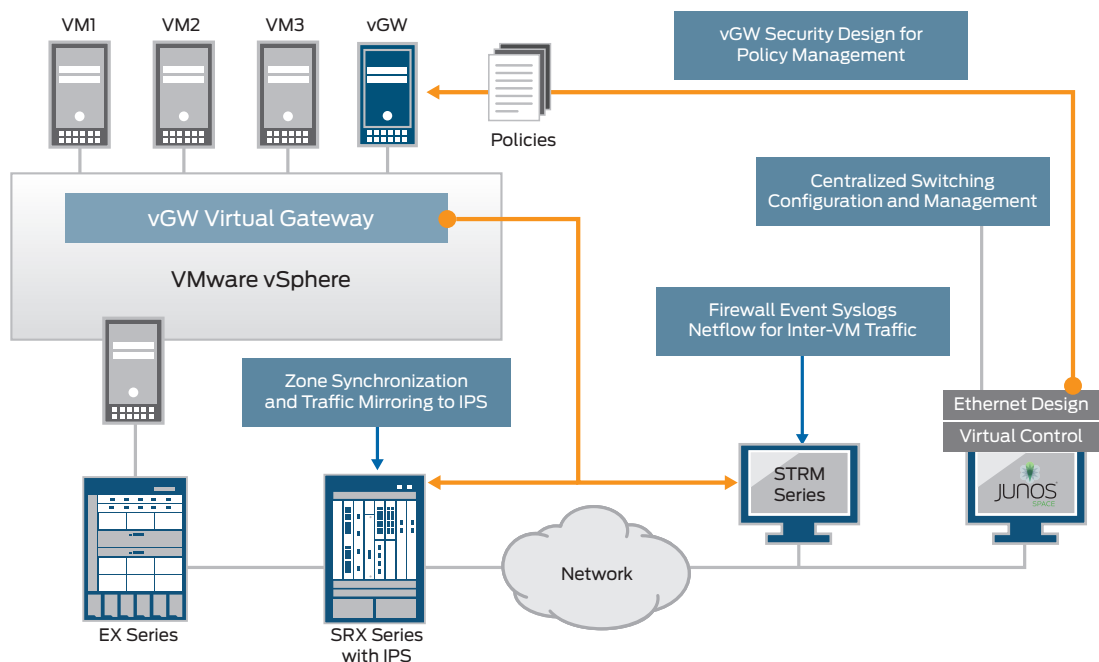 VM1
VM2
VM3
vGW
vGW Security Design for
Policy Management
Policies
Centralized Switching
Configuration and Management
vGW Virtual Gateway
VMware vSphere
Firewall Event Syslogs
Netflow for Inter-VM Traffic
Zone Synchronization
and Traffic Mirroring to IPS
Ethernet Design
Virtual Control
STRM
Series
JUNOS
SPACE
Network
EX Series
SRX Series
with IPS